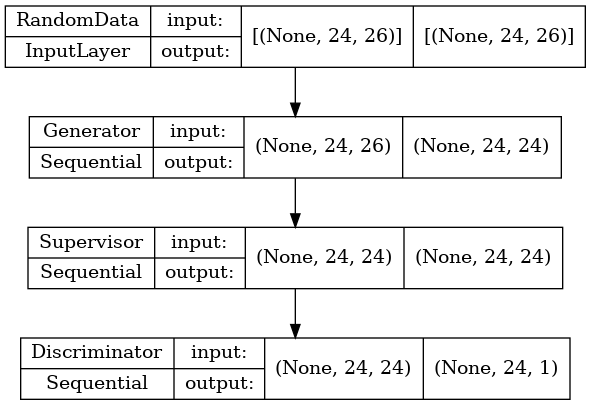 RandomData input: [(None, 24, 26)] [(None, 24, 26)]
InputLayer output:
Generator input: (None, 24, 26) (None, 24, 24)
Sequential output:
Supervisor input: (None, 24, 24) (None, 24, 24)
Sequential output:
Discriminator input: (None, 24, 24) (None, 24, 1)
Sequential output: